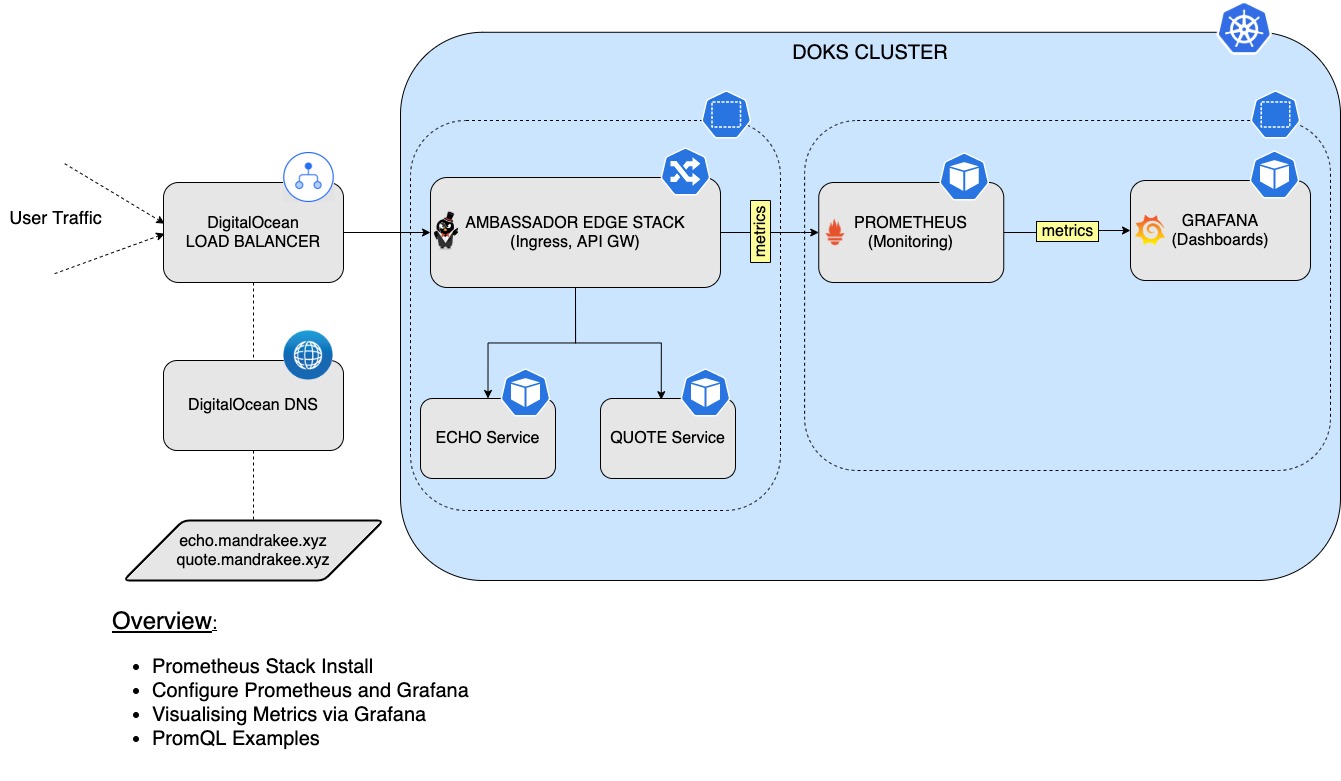 DOKS CLUSTER
User Traffic
DigitalOcean
LOAD BALANCER
AMBASSADOR EDGE STACK
(Ingress, API GW)
metrics
PROMETHEUS
(Monitoring)
metrics
GRAFANA
(Dashboards)
DigitalOcean DNS
ECHO Service
QUOTE Service
echo.mandrakee.xyz
quote.mandrakee.xyz
Overview:
• Prometheus Stack Install
• Configure Prometheus and Grafana
• Visualising Metrics via Grafana
• PromQL Examples